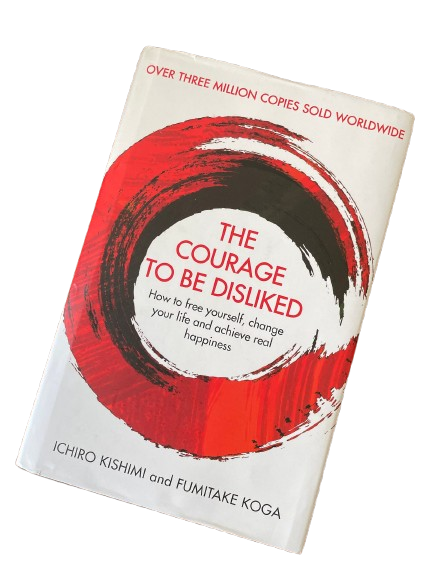 OVER THREE MILLION COPIES SOLD WORLDWIDE
THE
COURAGE
TO BE DISLIKED
How to free yourself, change
your life and achieve real
happiness
ICHIRO KISHIMI and FUMITAKE KOGA